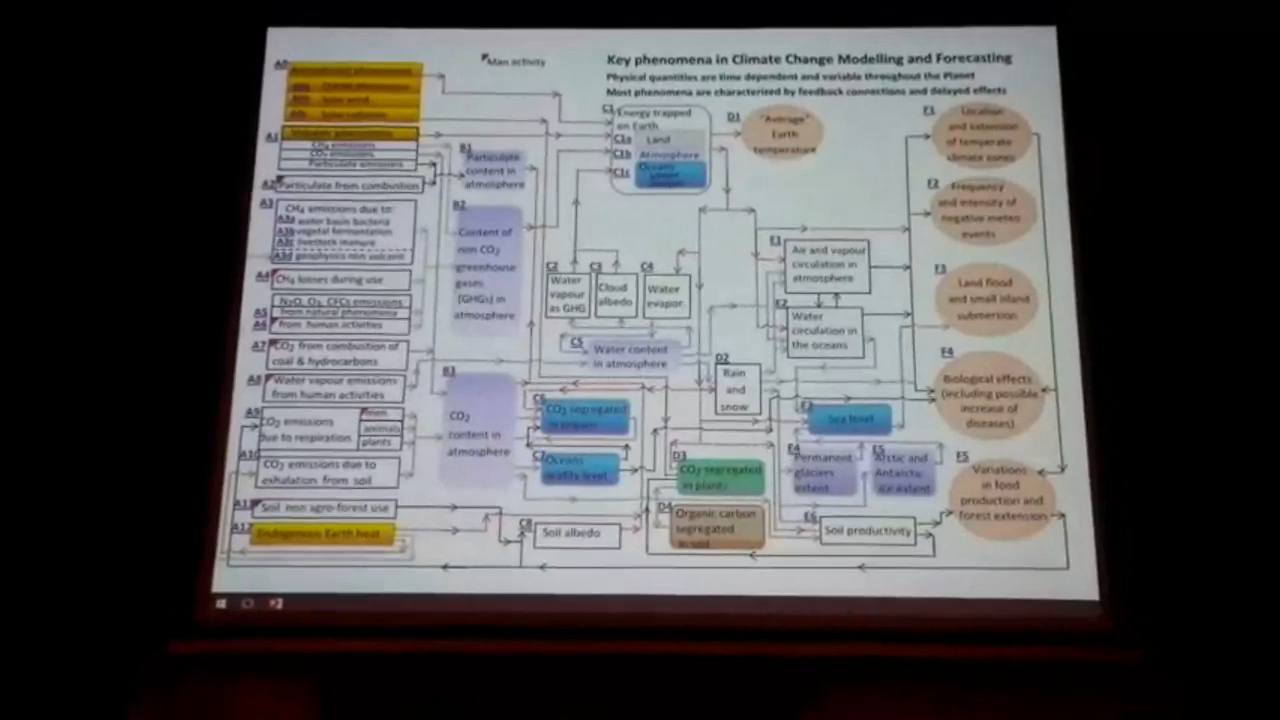 Man activity
Key phenomena in Climate Change Modelling and Forecasting
Physical quantities are time dependent and variable throughout the Planet
Most phenomena are characterized by feedback connections and delayed effects
A0
A1
CH4 emissions
CO2 emissions
Particulate emissions
A2
Particulate from combustion
A3
CH4 emissions due to:
A3a water basin bacteria
A3b vegetal fermentation
A3c livestock manure
A3d geophysics non volcanic
A4
CH4 losses during use
N2O, O3, CFCs emissions
A5 from natural phenomena
A6 from human activities
A7
CO2 from combustion of
coal & hydrocarbons
A8
Water vapour emissions
from human activities
A9
CO2 emissions
due to respiration
men
animals
plants
A10
CO2 emissions due to
exhalation from soil
A11
Soil non agro-forest use
A12
Endogenous Earth heat
B1
Particulate
content in
atmosphere
B2
Content of
non CO2
greenhouse
gases
(GHGs) in
atmosphere
B3
CO2
content in
atmosphere
C1
Energy trapped
on Earth
C1a Land
C1b Atmosphere
C1c Oceans
C2
Water
vapour
as GHG
C3
Cloud
albedo
C4
Water
evapor.
C5
Water content
in atmosphere
C6
CO2 segregated
in oceans
C7
Oceans
acidity level
C8
Soil albedo
D1
"Average"
Earth
temperature
D2
Rain
and
snow
D3
CO2 segregated
in plants
D4
Organic carbon
segregated
in soil
E1
Air and vapour
circulation in
atmosphere
E2
Water
circulation in
the oceans
E3
Sea level
E4
Permanent
glaciers
extent
E5
Arctic and
Antarctic
ice extent
E6
Soil productivity
F1
Location
and extension
of temperate
climate zones
F2
Frequency
and intensity of
negative meteo
events
F3
Land flood
and small island
submersion
F4
Biological effects
(including possible
increase of
diseases)
F5
Variations
in food
production and
forest extension